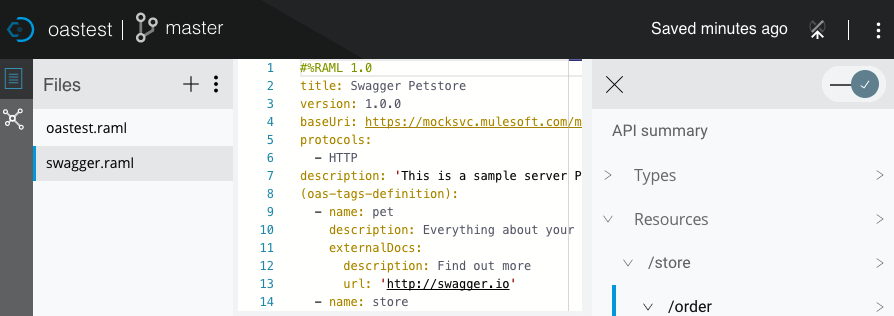 oastest master Saved minutes ago
Files
oastest.raml
swagger.raml
1 #%RAML 1.0
2 title: Swagger Petstore
3 version: 1.0.0
4 baseUri: https://mocksvc.mulesoft.com/m
5 protocols:
6 - HTTP
7 description: 'This is a sample server P
8 (oas-tags-definition):
9 - name: pet
10 description: Everything about your
11 externalDocs:
12 description: Find out more
13 url: 'http://swagger.io'
14 - name: store
API summary
Types
Resources
/store
/order